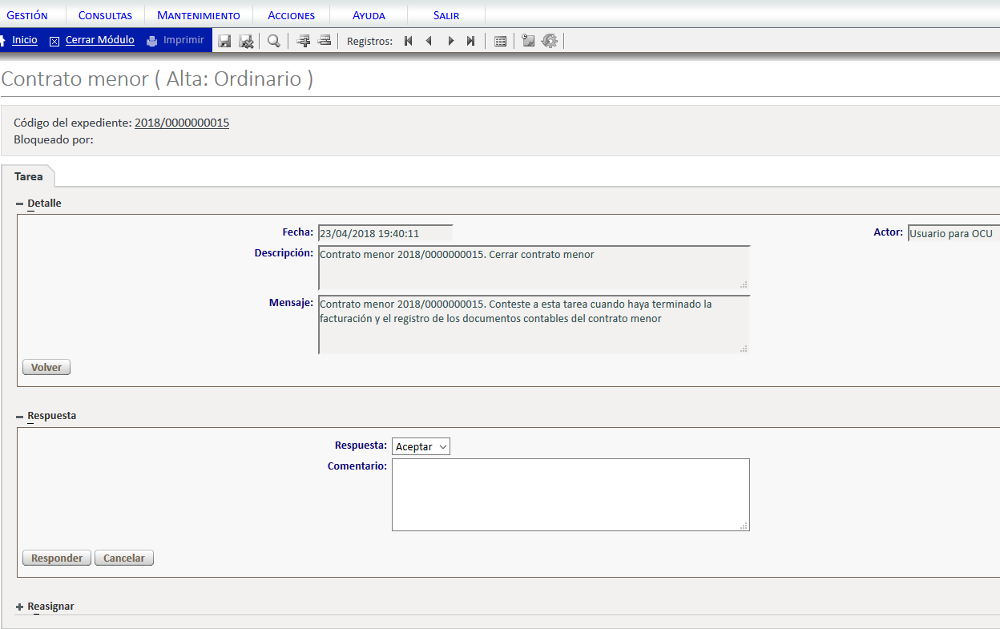 Gestión Consultas Mantenimiento Acciones Ayuda Salir
Inicio Cerrar Módulo Imprimir Registros:
Contrato menor ( Alta: Ordinario )
Código del expediente: 2018/0000000015
Bloqueado por:
Tarea
Detalle
Fecha: 23/04/2018 19:40:11 Actor: Usuario para OCU
Descripción: Contrato menor 2018/0000000015. Cerrar contrato menor
Mensaje: Contrato menor 2018/0000000015. Conteste a esta tarea cuando haya terminado la
facturación y el registro de los documentos contables del contrato menor
Volver
Respuesta
Respuesta: Aceptar
Comentario:
Responder Cancelar
Reasignar